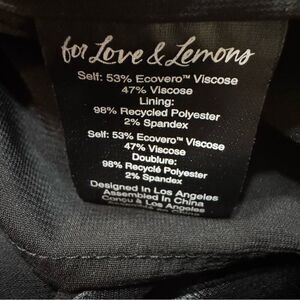 for Love & Lemons
Self: 53% Ecovero™ Viscose
47% Viscose
Lining:
98% Recycled Polyester
2% Spandex
Self: 53% Ecovero™ Viscose
47% Viscose
Doublure:
98% Recyclé Polyester
2% Spandex
Designed In Los Angeles
Assembled In China
Conçu à Los Angeles